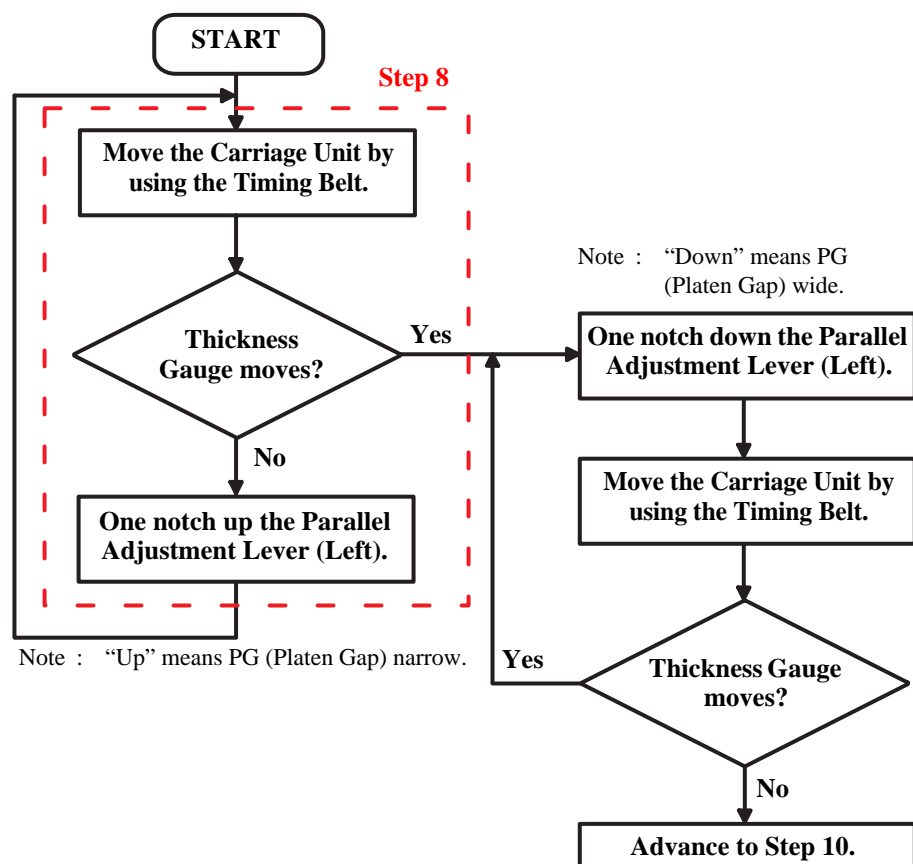 START
Step 8
Move the Carriage Unit by
using the Timing Belt.
Thickness
Gauge moves?
Yes
No
One notch up the Parallel
Adjustment Lever (Left).
Note : “Up” means PG (Platen Gap) narrow.
Note : “Down” means PG
(Platen Gap) wide.
One notch down the Parallel
Adjustment Lever (Left).
Move the Carriage Unit by
using the Timing Belt.
Thickness Gauge
moves?
Yes
No
Advance to Step 10.